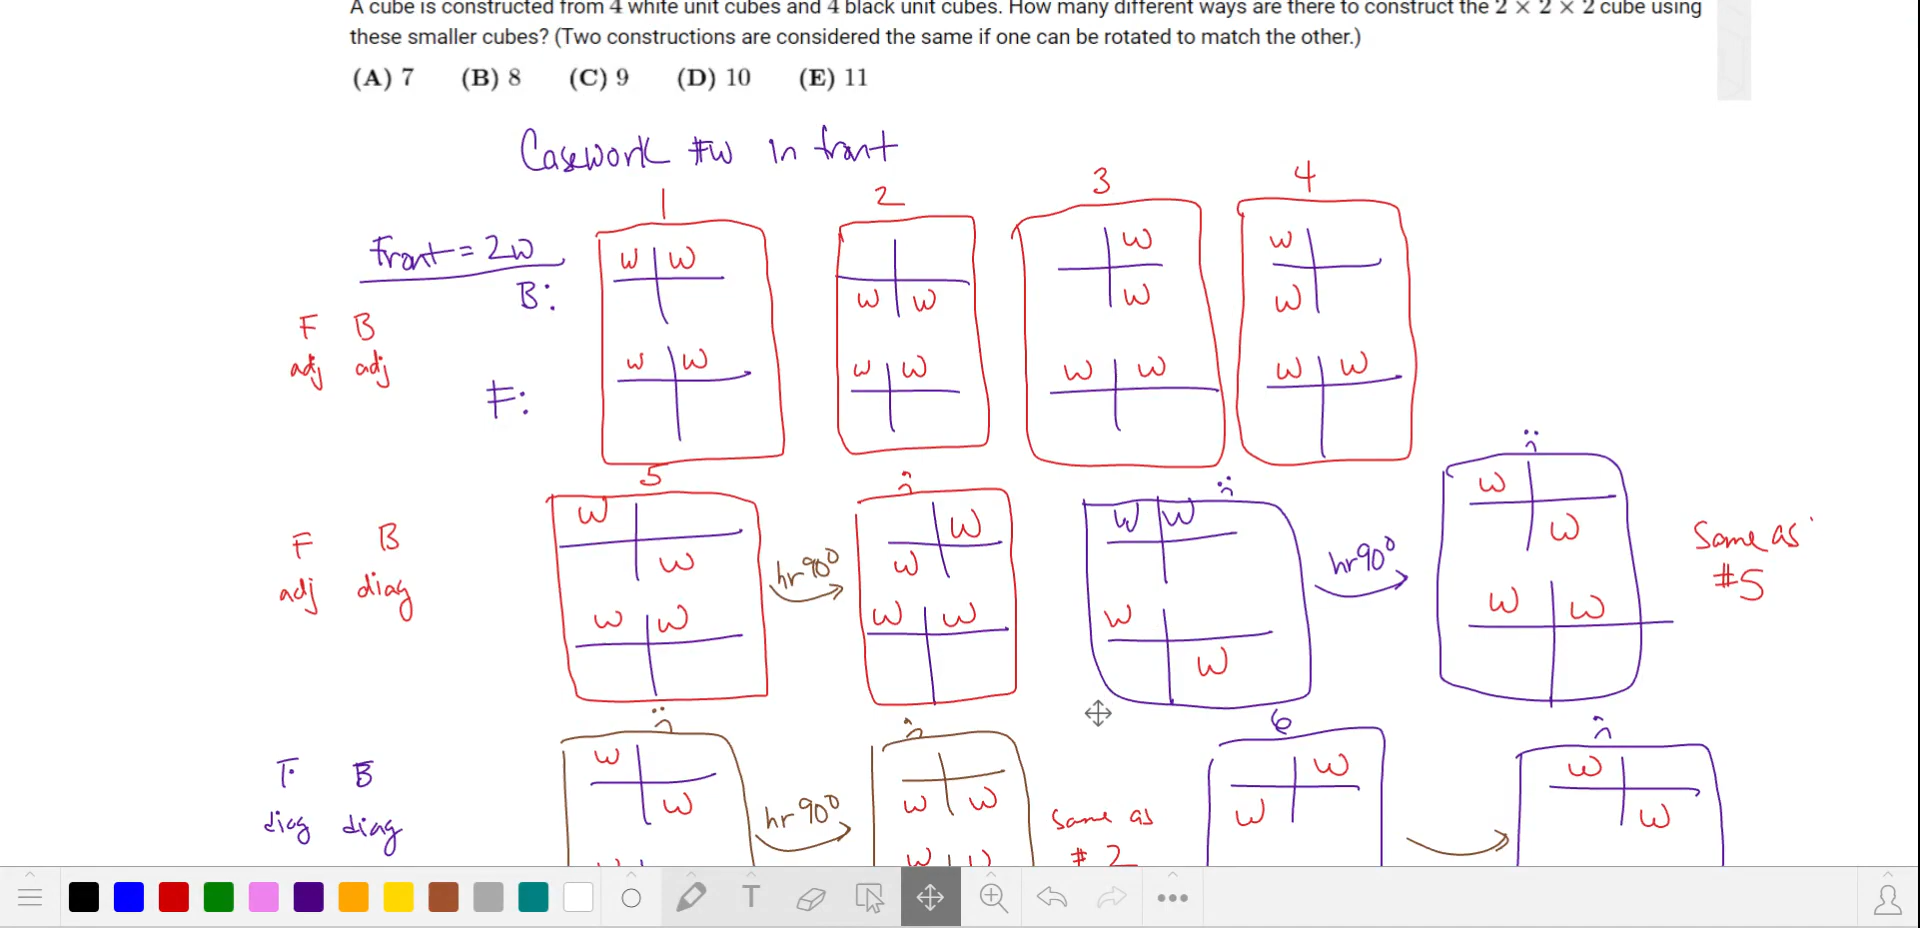 A cube is constructed from 4 white unit cubes and 4 black unit cubes. How many different ways are there to construct the 2 × 2 × 2 cube using
these smaller cubes? (Two constructions are considered the same if one can be rotated to match the other.)
(A) 7 (B) 8 (C) 9 (D) 10 (E) 11
Casework #W in front
1 2 3 4
Front = 2W
B:
W W
W W
W
W
W
W
F B
adj adj
F:
W W
W W
W W
W W
5
F B
adj diag
W
W
W W
hr 90°
W
W
W W
W W
W
W
hr 90°
W
W
W W
Same as
#5
F B
diag diag
W
W
hr 90°
W W
W W
Same as
# 2
6
W
W
W
W
T